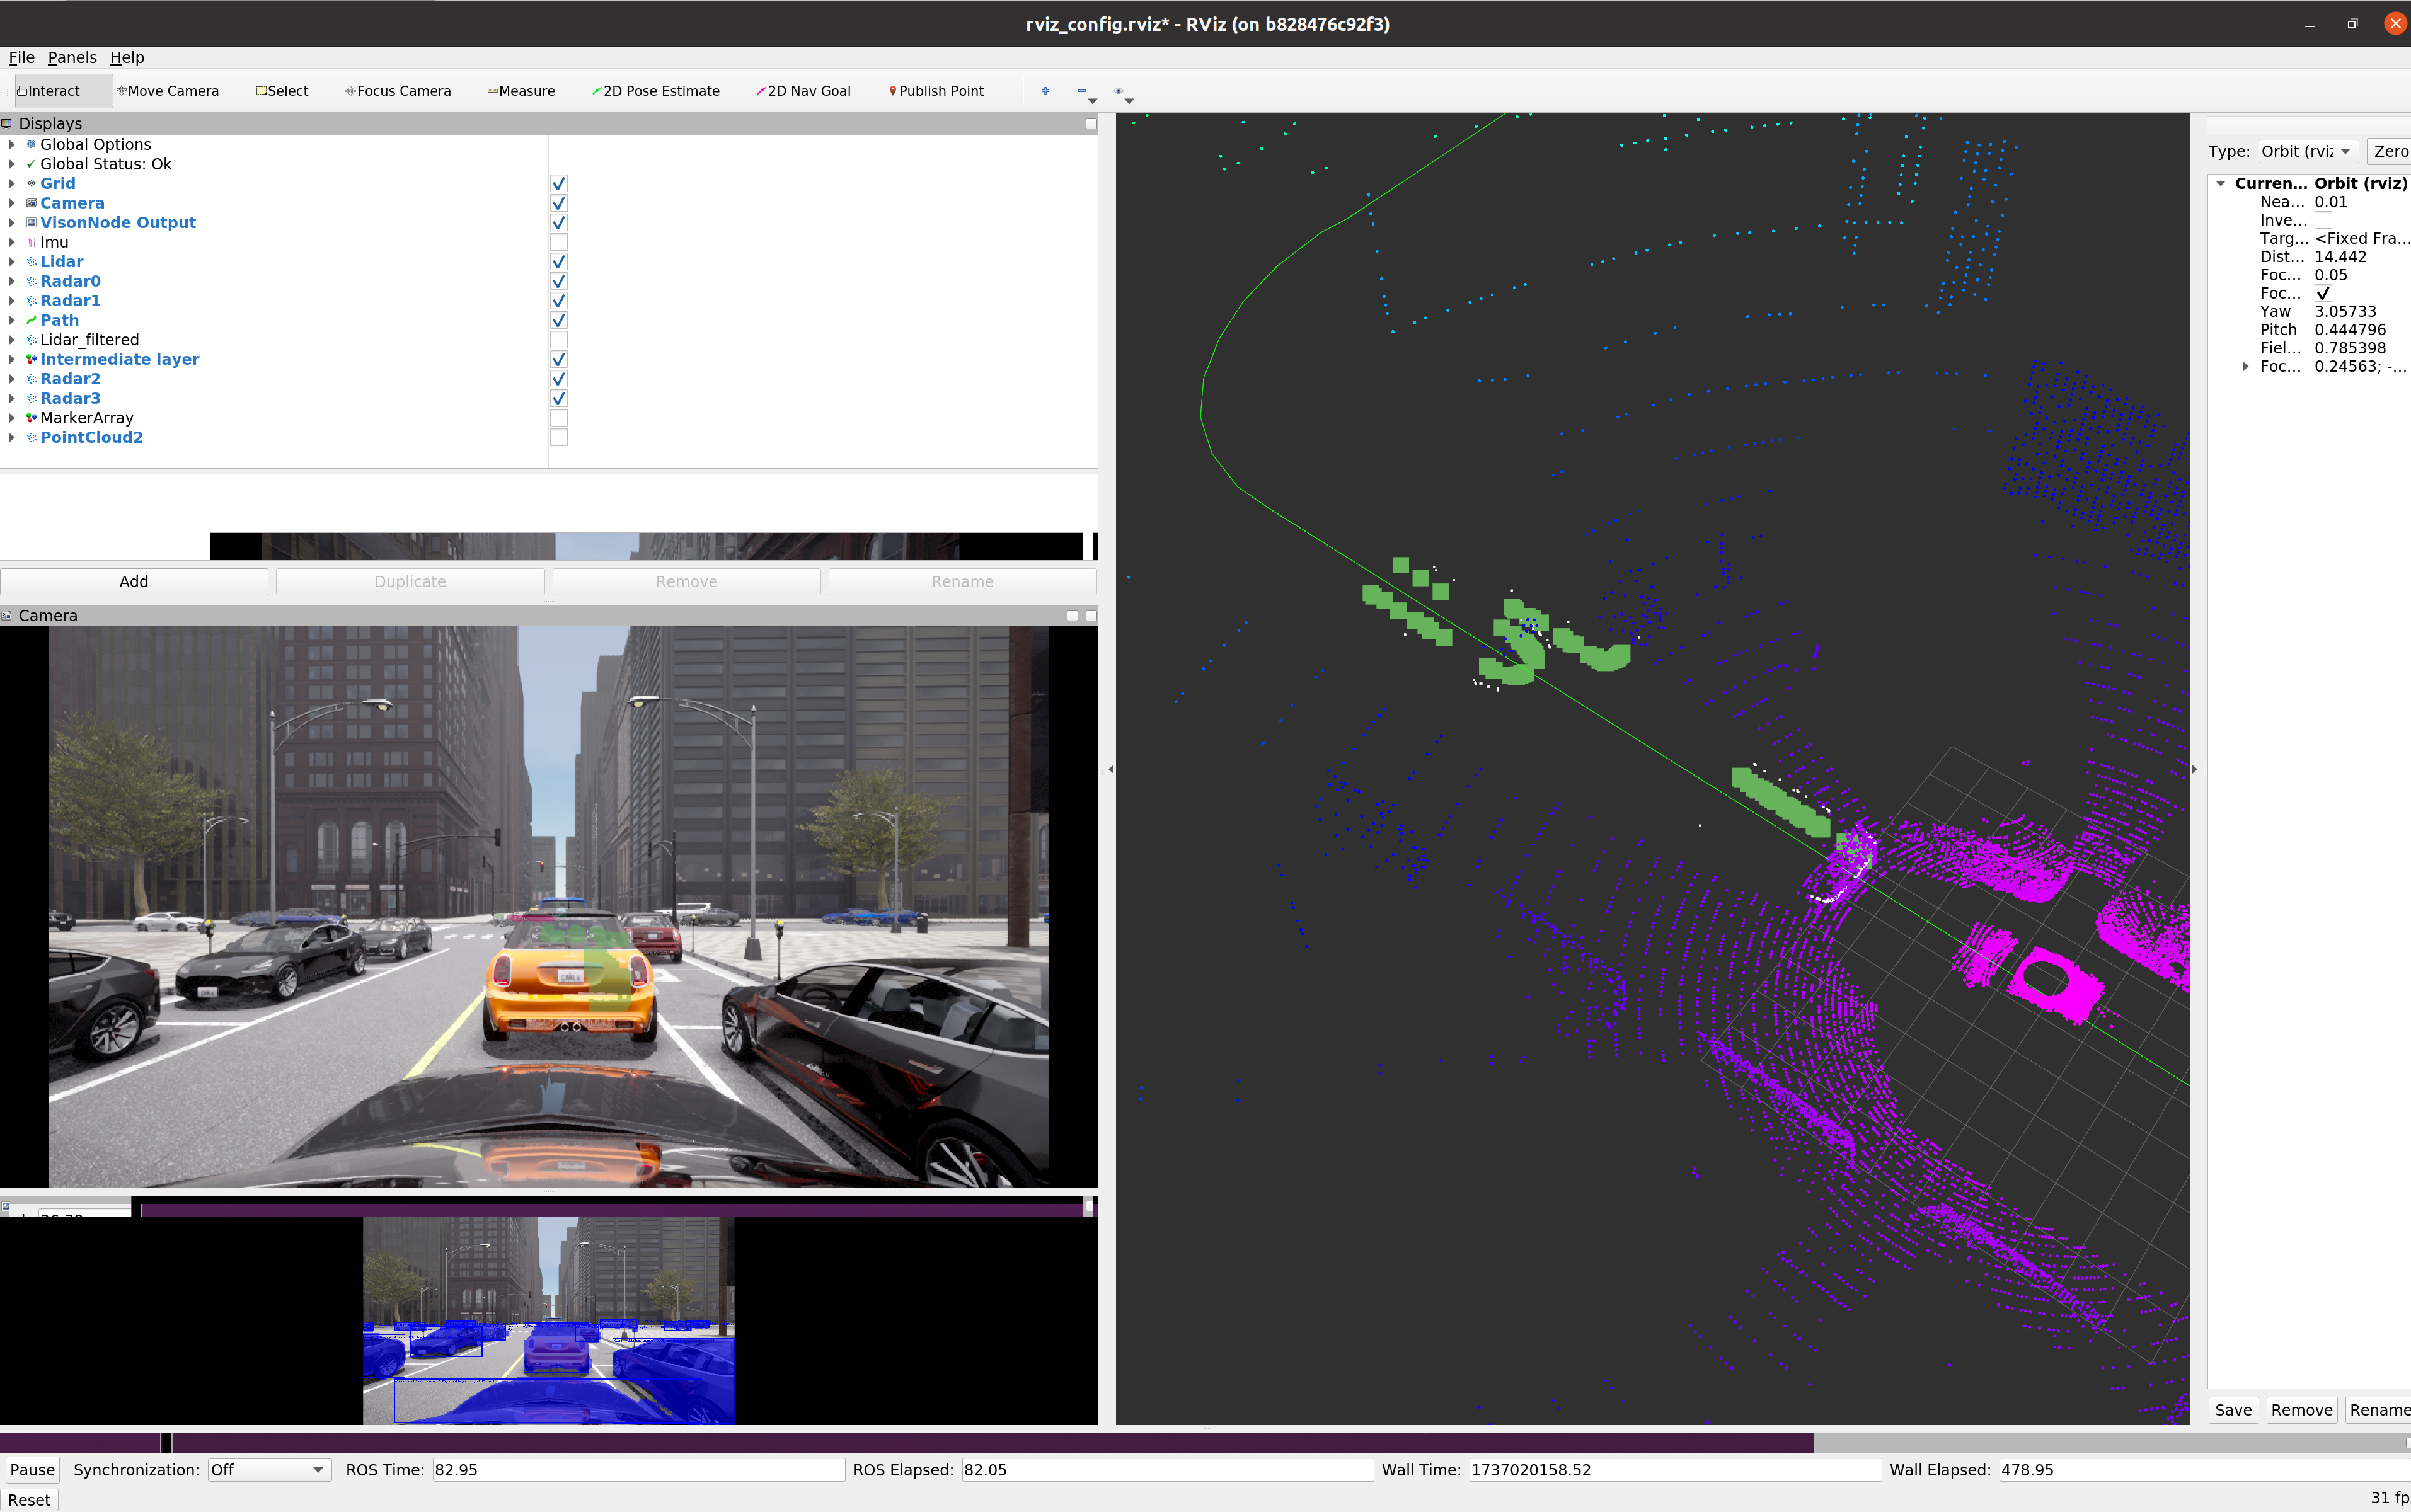 rviz_config.rviz* - RViz (on b828476c92f3)
File Panels Help
Interact Move Camera Select Focus Camera Measure 2D Pose Estimate 2D Nav Goal Publish Point
Displays
Global Options
Global Status: Ok
Grid
Camera
VisonNode Output
Imu
Lidar
Radar0
Radar1
Path
Lidar_filtered
Intermediate layer
Radar2
Radar3
MarkerArray
PointCloud2
Add Duplicate Remove Rename
Camera
CARLA
Type: Orbit (rviz Zero
Curren... Orbit (rviz)
Nea... 0.01
Inve...
Targ... <Fixed Fra...
Dist... 14.442
Foc... 0.05
Foc...
Yaw 3.05733
Pitch 0.444796
Fiel... 0.785398
Foc... 0.24563; -...
Save Remove Rename
Pause Synchronization: Off ROS Time: 82.95 ROS Elapsed: 82.05 Wall Time: 1737020158.52 Wall Elapsed: 478.95
Reset 31 fp